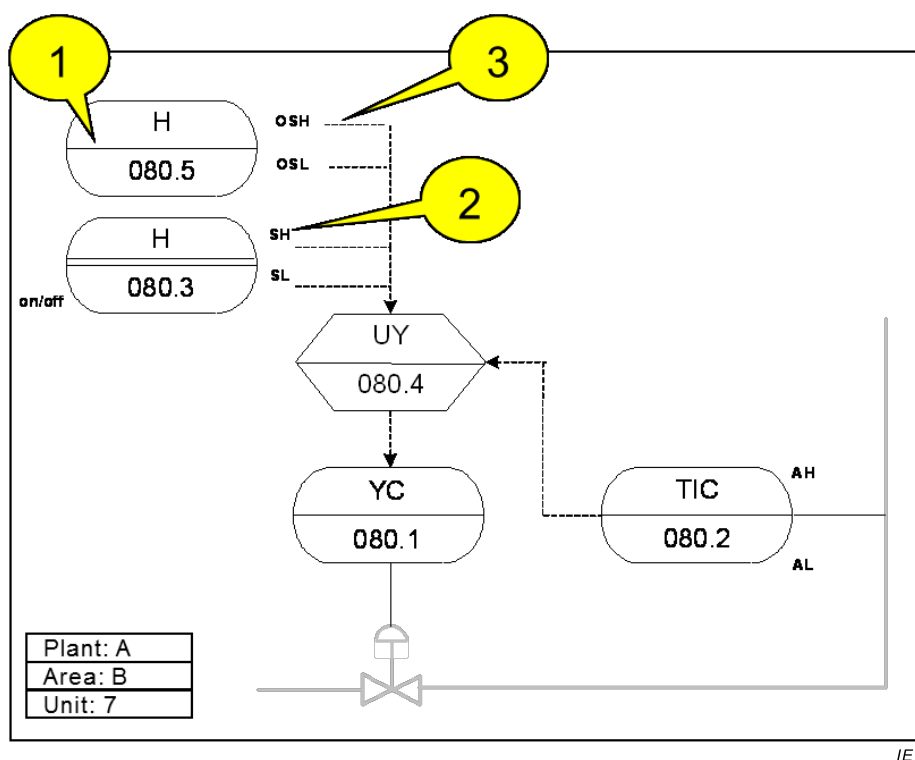 1
3
H
OSH
080.5
OSL
2
H
SH
080.3
SL
on/off
UY
080.4
YC
TIC
AH
080.1
080.2
AL
Plant: A
Area: B
Unit: 7
IE